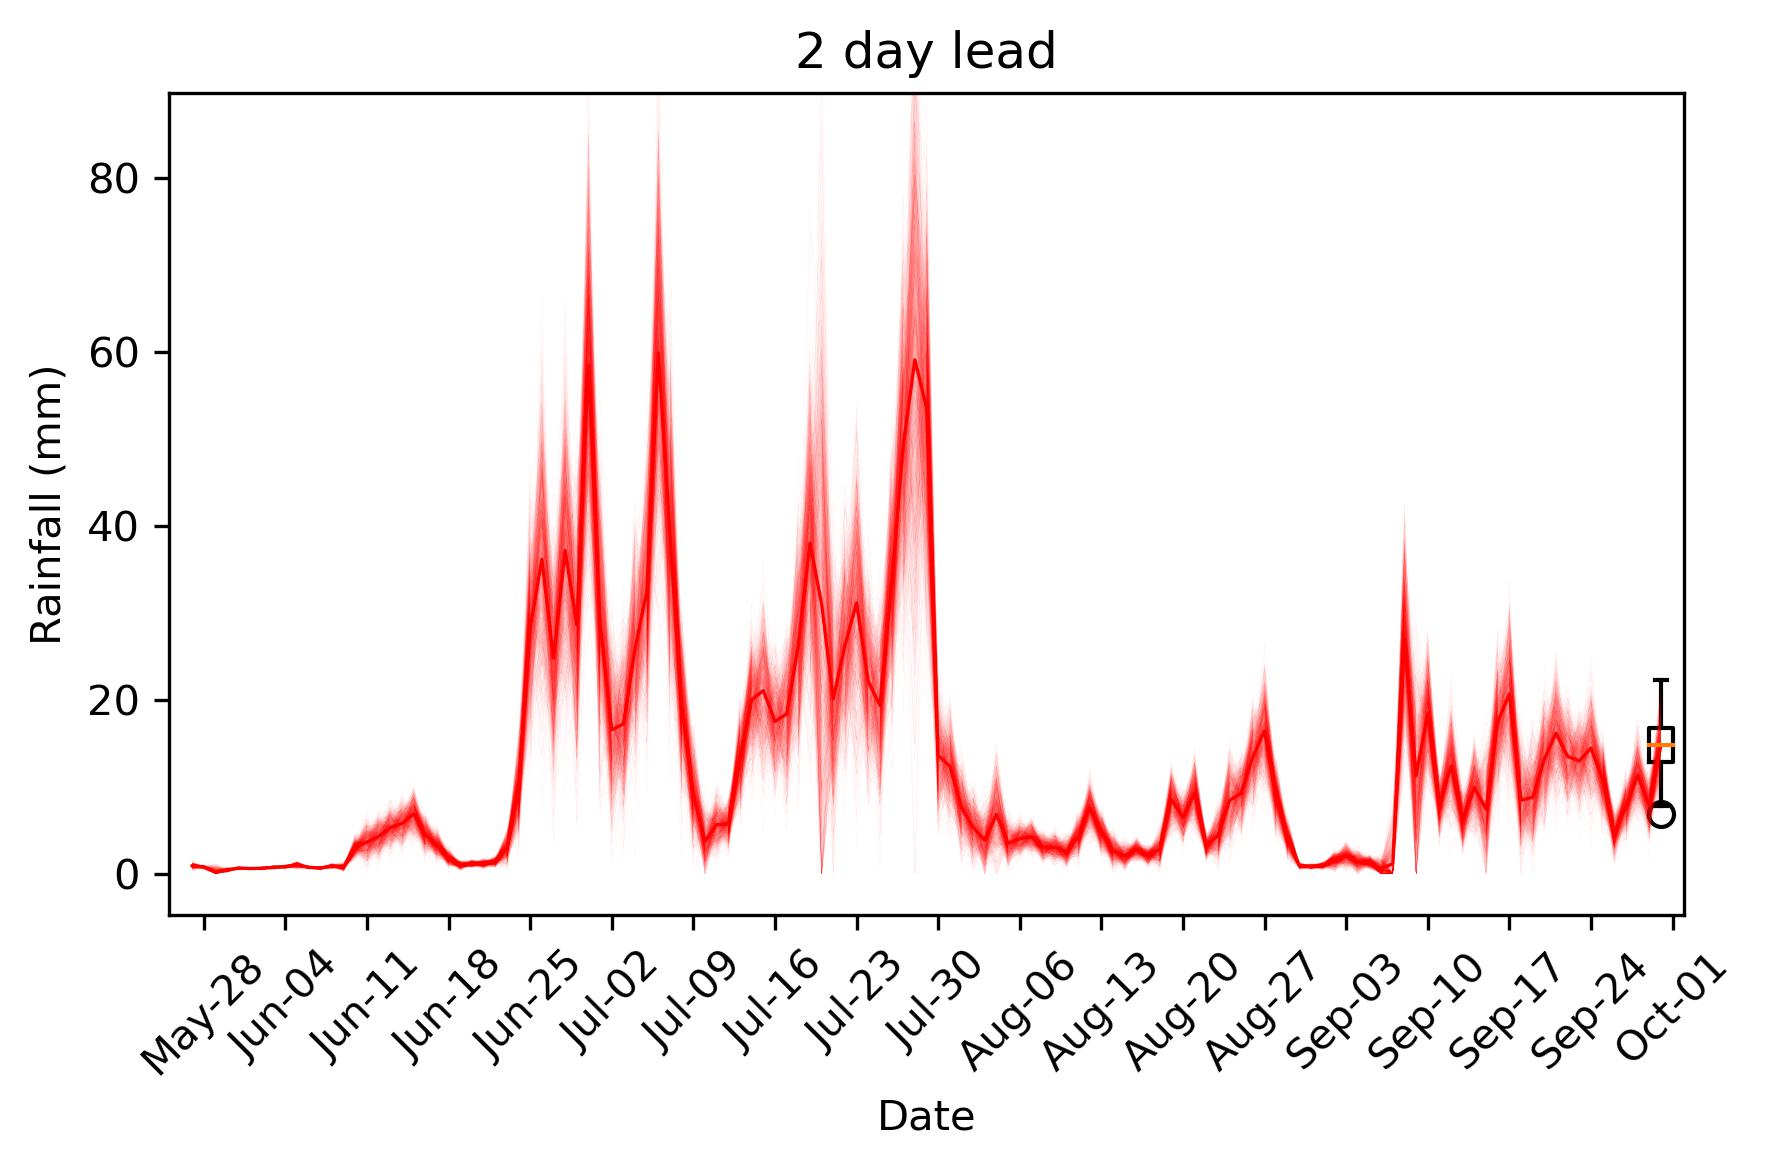 2 day lead
80
60
40
20
0
Rainfall (mm)
May-28
Jun-04
Jun-11
Jun-18
Jun-25
Jul-02
Jul-09
Jul-16
Jul-23
Jul-30
Aug-06
Aug-13
Aug-20
Aug-27
Sep-03
Sep-10
Sep-17
Sep-24
Oct-01
Date